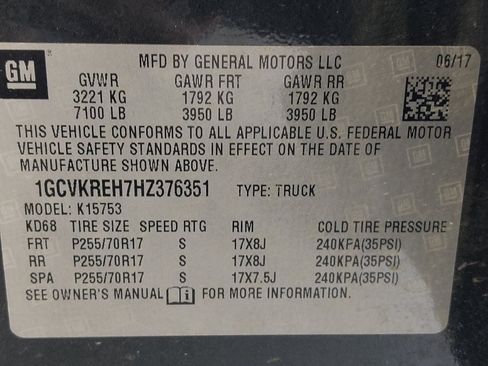 GM MFD BY GENERAL MOTORS LLC 06/17
GVWR GAWR FRT GAWR RR
3221 KG 1792 KG 1792 KG
7100 LB 3950 LB 3950 LB
THIS VEHICLE CONFORMS TO ALL APPLICABLE U.S. FEDERAL MOTOR
VEHICLE SAFETY STANDARDS IN EFFECT ON THE DATE OF
MANUFACTURE SHOWN ABOVE.
1GCVKREH7HZ376351 TYPE: TRUCK
MODEL: K15753
KD68 TIRE SIZE SPEED RTG RIM COLD TIRE PRESSURE
FRT P255/70R17 S 17X8J 240KPA(35PSI)
RR P255/70R17 S 17X8J 240KPA(35PSI)
SPA P255/70R17 S 17X7.5J 240KPA(35PSI)
SEE OWNER'S MANUAL FOR MORE INFORMATION